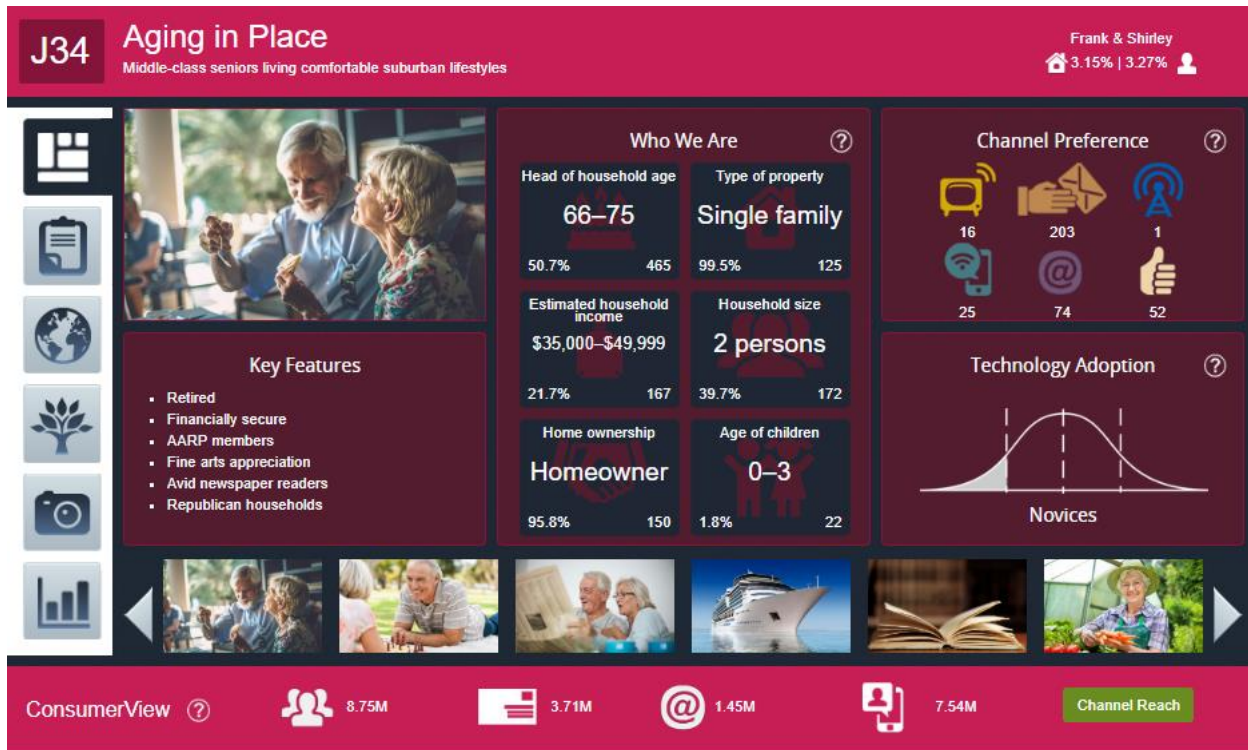 J34
Aging in Place
Middle-class seniors living comfortable suburban lifestyles
Frank & Shirley
3.15% | 3.27%
Key Features
Retired
Financially secure
AARP members
Fine arts appreciation
Avid newspaper readers
Republican households
Who We Are
?
Head of household age
66–75
50.7% 465
Type of property
Single family
99.5% 125
Estimated household
income
$35,000–$49,999
21.7% 167
Household size
2 persons
39.7% 172
Home ownership
Homeowner
95.8% 150
Age of children
0–3
1.8% 22
Channel Preference
?
16 203 1
@
25 74 52
Technology Adoption
?
Novices
ConsumerView ?
8.75M
3.71M
@ 1.45M
7.54M
Channel Reach